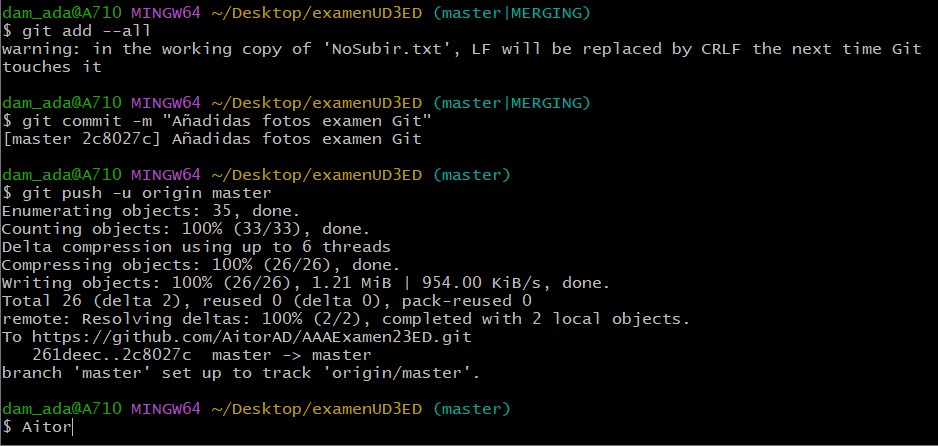 dam_ada@A710 MINGW64 ~/Desktop/examenUD3ED (master|MERGING)
$ git add --all
warning: in the working copy of 'NoSubir.txt', LF will be replaced by CRLF the next time Git
touches it
dam_ada@A710 MINGW64 ~/Desktop/examenUD3ED (master|MERGING)
$ git commit -m "Añadidas fotos examen Git"
[master 2c8027c] Añadidas fotos examen Git
dam_ada@A710 MINGW64 ~/Desktop/examenUD3ED (master)
$ git push -u origin master
Enumerating objects: 35, done.
Counting objects: 100% (33/33), done.
Delta compression using up to 6 threads
Compressing objects: 100% (26/26), done.
Writing objects: 100% (26/26), 1.21 MiB | 954.00 KiB/s, done.
Total 26 (delta 2), reused 0 (delta 0), pack-reused 0
remote: Resolving deltas: 100% (2/2), completed with 2 local objects.
To https://github.com/AitorAD/AAAExamen23ED.git
   261deec..2c8027c  master -> master
branch 'master' set up to track 'origin/master'.
dam_ada@A710 MINGW64 ~/Desktop/examenUD3ED (master)
$ Aitor